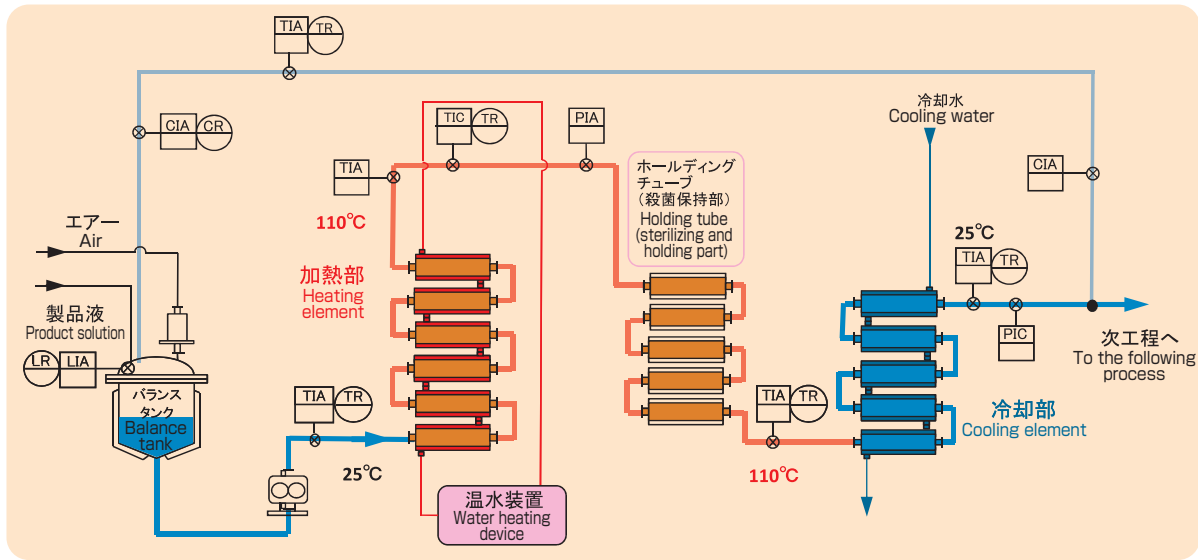 TIA TR
CIA CR
TIC TR
PIA
TIA
110℃
冷却水
Cooling water
CIA
ホールディング
チューブ
（殺菌保持部）
Holding tube
(sterilizing and
holding part)
エアー
Air
製品液
Product solution
LR LIA
バランス
タンク
Balance
tank
加熱部
Heating
element
TIA TR
25℃
温水装置
Water heating
device
TIA TR
110℃
25℃
TIA TR
PIC
次工程へ
To the following
process
冷却部
Cooling element